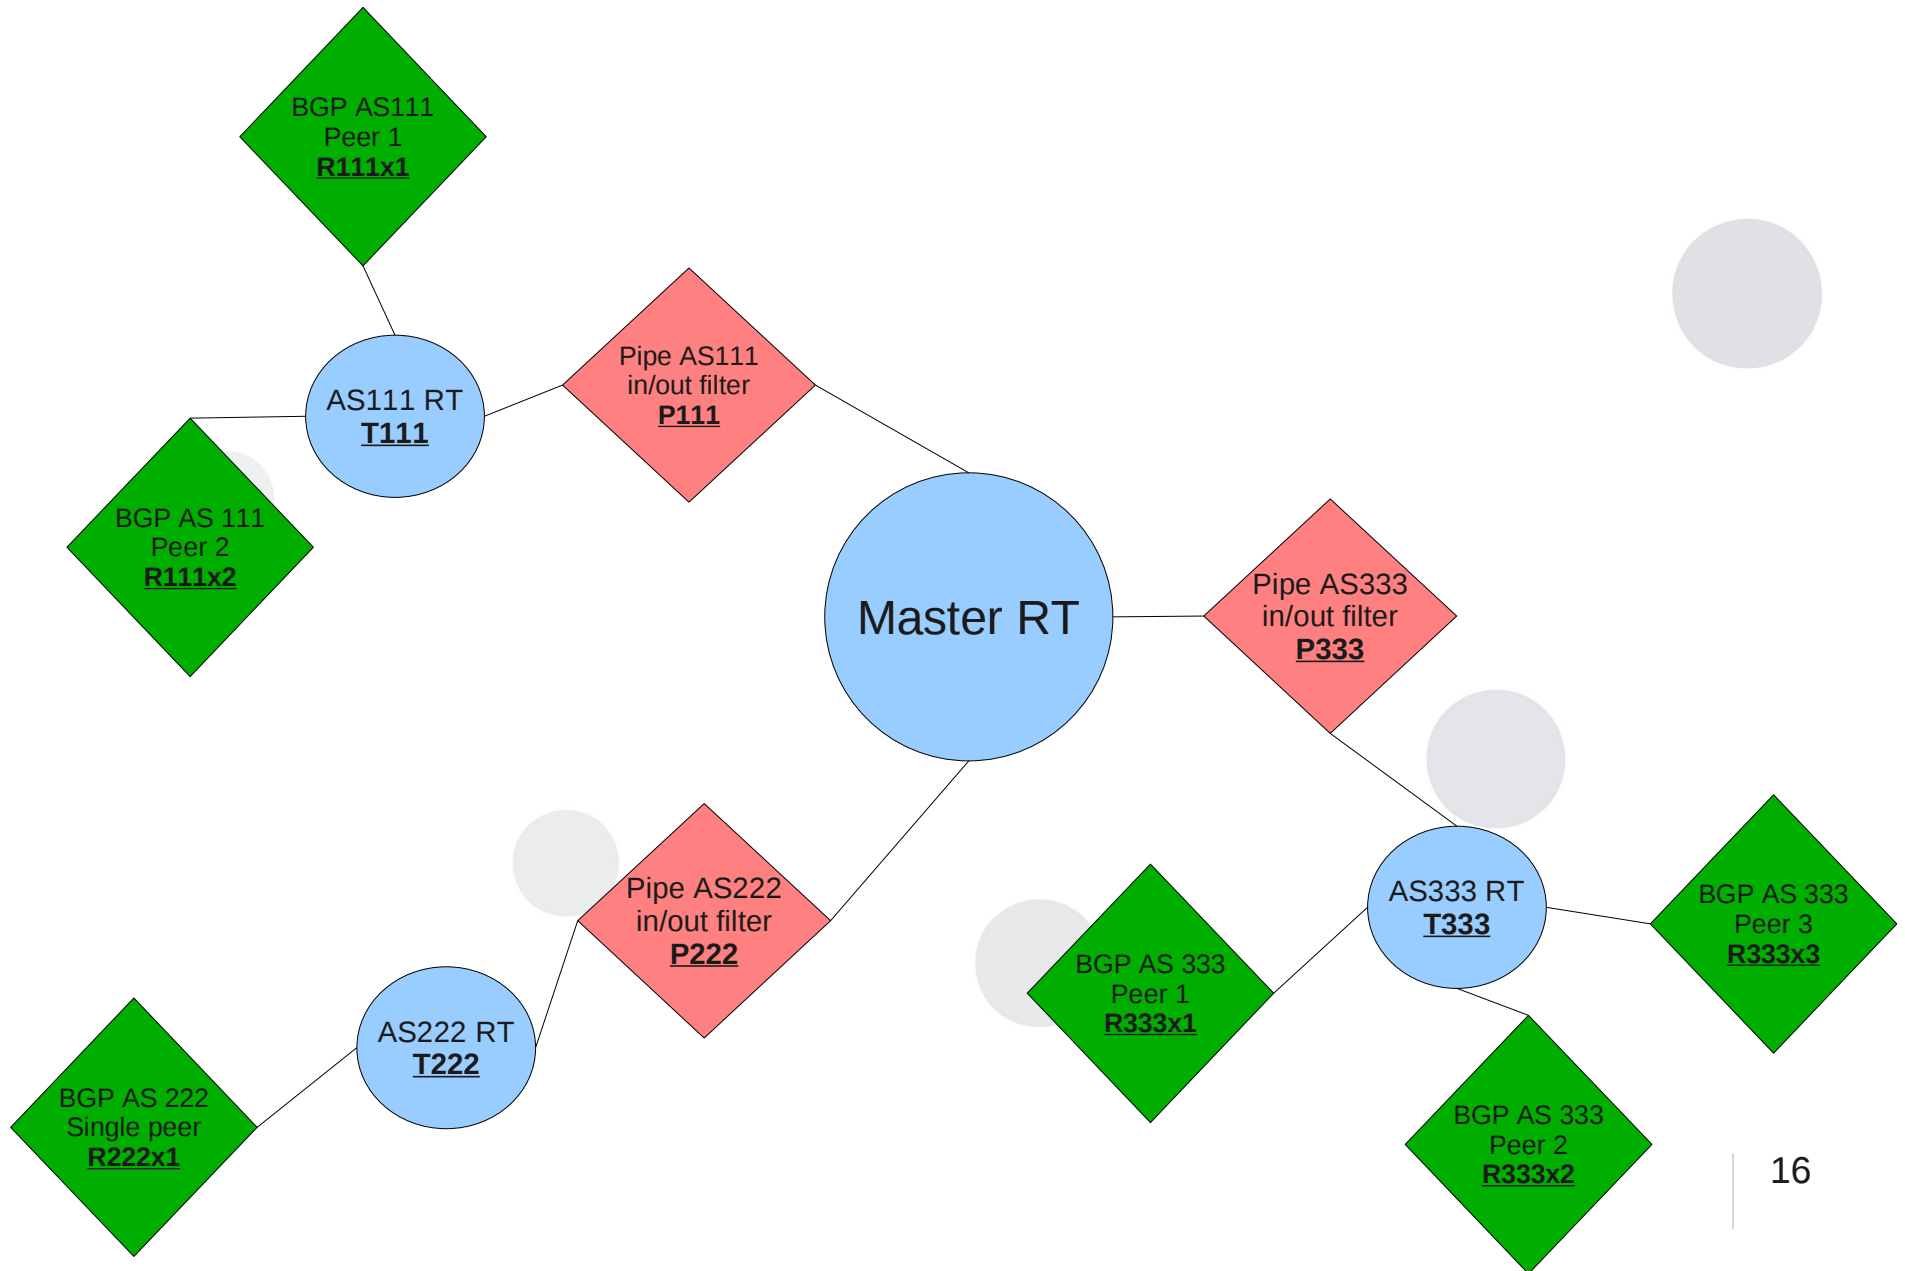 BGP AS111
Peer 1
R111x1
Pipe AS111
in/out filter
P111
AS111 RT
T111
BGP AS 111
Peer 2
R111x2
Master RT
Pipe AS333
in/out filter
P333
Pipe AS222
in/out filter
P222
AS333 RT
T333
BGP AS 333
Peer 3
R333x3
BGP AS 333
Peer 1
R333x1
AS222 RT
T222
BGP AS 222
Single peer
R222x1
BGP AS 333
Peer 2
R333x2
16